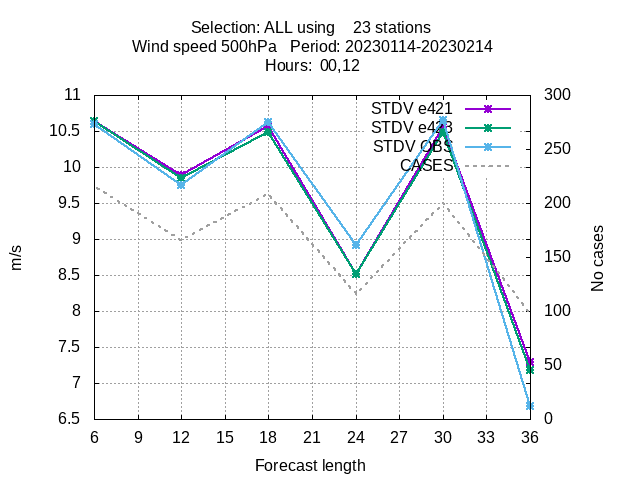 Selection: ALL using    23 stations
Wind speed 500hPa   Period: 20230114-20230214
Hours:  00,12
11
10.5
10
9.5
9
8.5
8
7.5
7
6.5
m/s
STDV e421
STDV
STDV OBS
CASES
300
250
200
150
100
50
0
No cases
6 9 12 15 18 21 24 27 30 33 36
Forecast length